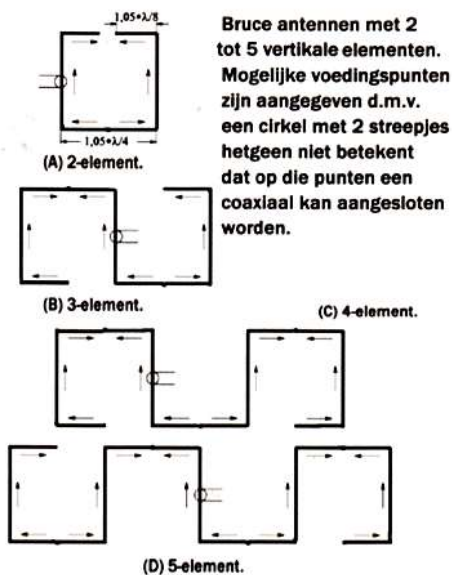 1,05*λ/8
Bruce antennen met 2
tot 5 vertikale elementen.
Mogelijke voedingspunten
zijn aangegeven d.m.v.
een cirkel met 2 streepjes
hetgeen niet betekent
dat op die punten een
coaxiaal kan aangesloten
worden.
1,05*λ/4
(A) 2-element.
(B) 3-element.
(C) 4-element.
(D) 5-element.